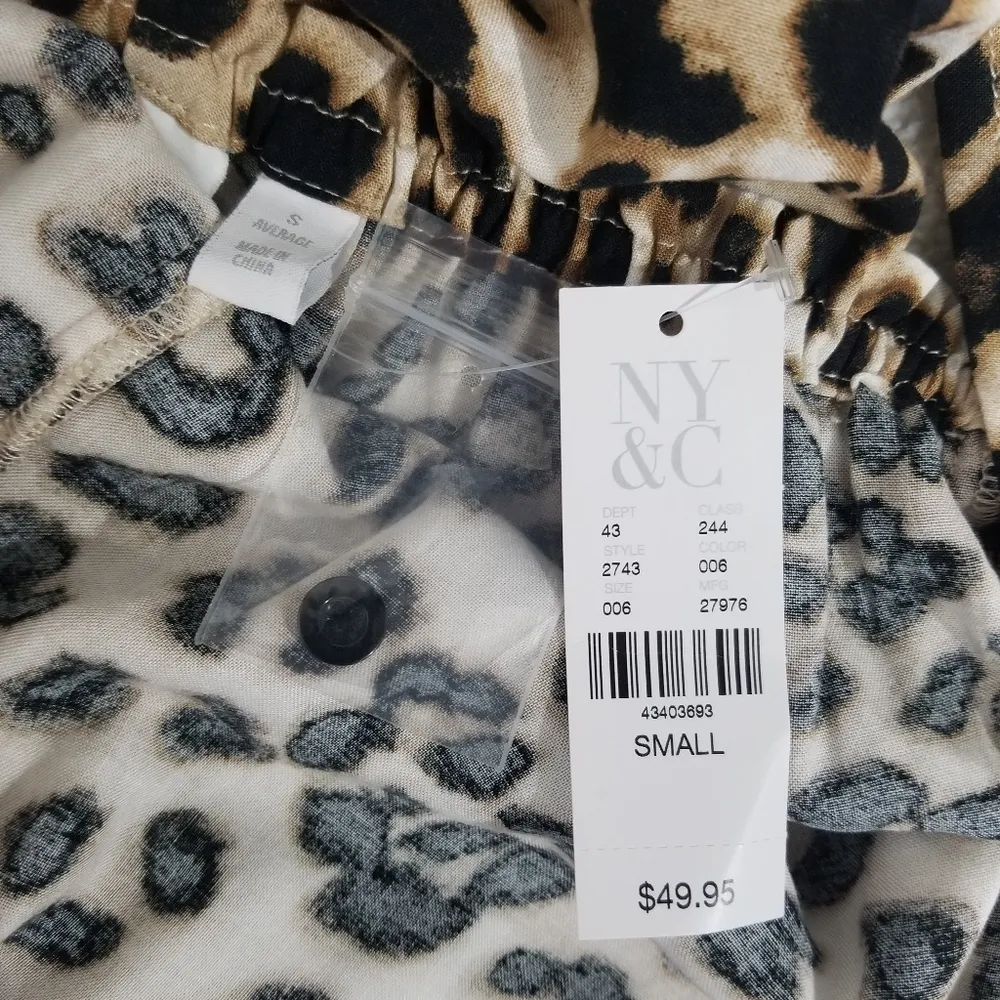 S
AVERAGE
MADE IN
CHINA
NY
&C
DEPT CLASS
43 244
STYLE COLOR
2743 006
SIZE MFG
006 27976
43403693
SMALL
$49.95